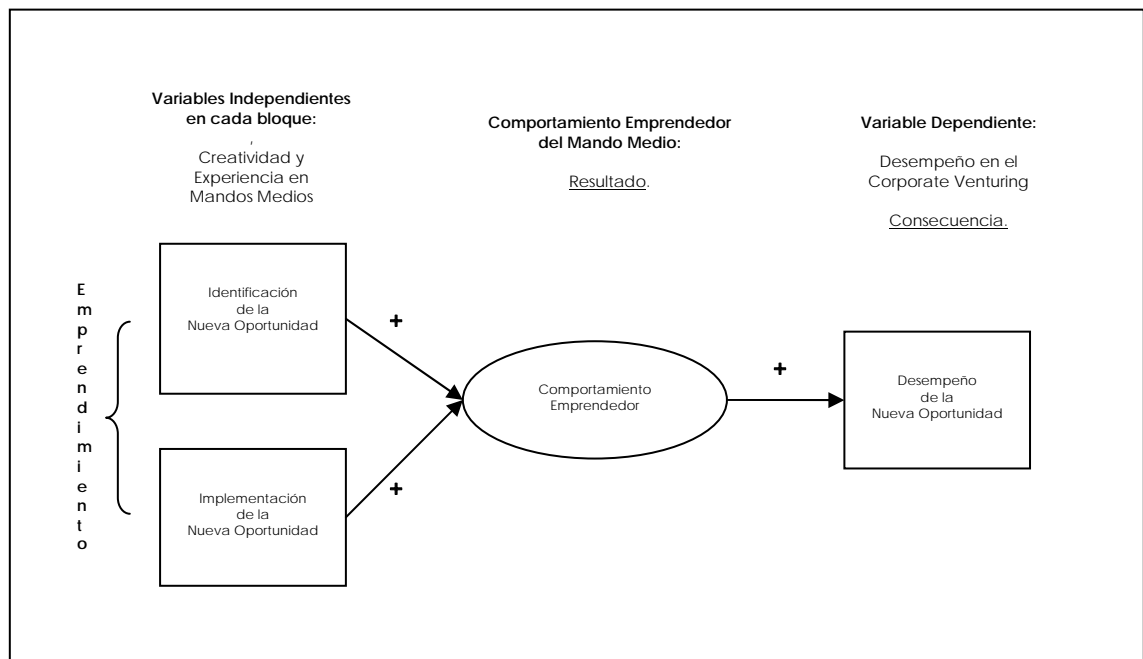 Variables Independientes
en cada bloque:
,
Creatividad y
Experiencia en
Mandos Medios
Comportamiento Emprendedor
del Mando Medio:
Resultado.
Variable Dependiente:
Desempeño en el
Corporate Venturing
Consecuencia.
E
m
p
r
e
n
d
i
m
i
e
n
t
o
Identificación
de la
Nueva Oportunidad
+
Implementación
de la
Nueva Oportunidad
+
Comportamiento
Emprendedor
+
Desempeño
de la
Nueva Oportunidad